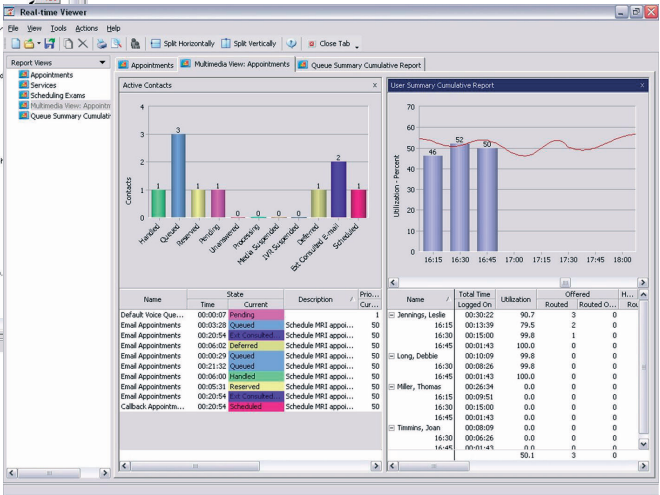 Real-time Viewer
File View Tools Actions Help
Split Horizontally Split Vertically Close Tab
Report Views
Appointments
Services
Scheduling Exams
Multimedia View: Appointm
Queue Summary Cumulativ
Appointments Multimedia View: Appointments Queue Summary Cumulative Report
Active Contacts x
4
3
2
1
0
Contacts
1 3 1 1 0 0 0 0 1 2 1
Handled Queued Reserved Pending Unanswered Processing Media Suspended IVR Suspended Deferred Ext Consulted E-mail Scheduled
Name State Description Prio...
Time Current Cur...
Default Voice Que... 00:00:07 Pending 1
Email Appointments 00:03:28 Queued Schedule MRI appoi... 50
Email Appointments 00:20:54 Ext Consulted... Schedule MRI appoi... 50
Email Appointments 00:06:02 Deferred Schedule MRI appoi... 50
Email Appointments 00:00:29 Queued Schedule MRI appoi... 50
Email Appointments 00:21:32 Queued Schedule MRI appoi... 50
Email Appointments 00:06:00 Handled Schedule MRI appoi... 50
Email Appointments 00:05:31 Reserved Schedule MRI appoi... 50
Email Appointments 00:20:54 Ext Consulted... Schedule MRI appoi... 50
Callback Appointm... 00:20:54 Scheduled Schedule MRI appoi... 50
User Summary Cumulative Report x
70
60
50
40
30
20
10
0
Utilization - Percent
46 52 50
16:15 16:30 16:45 17:00 17:15 17:30 17:45 18:00
Name Total Time Utilization Offered H...
Logged On Routed Routed O... Rou
Jennings, Leslie 00:30:22 90.7 3 0
16:15 00:13:39 79.5 2 0
16:30 00:15:00 99.8 1 0
16:45 00:01:43 100.0 0 0
Long, Debbie 00:10:09 99.8 0 0
16:30 00:08:26 99.8 0 0
16:45 00:01:43 100.0 0 0
Miller, Thomas 00:26:34 0.0 0 0
16:15 00:09:51 0.0 0 0
16:30 00:15:00 0.0 0 0
16:45 00:01:43 0.0 0 0
Timmins, Joan 00:08:09 0.0 0 0
16:30 00:06:26 0.0 0 0
16:45 00:01:43 0.0 0 0
50.1 3 0